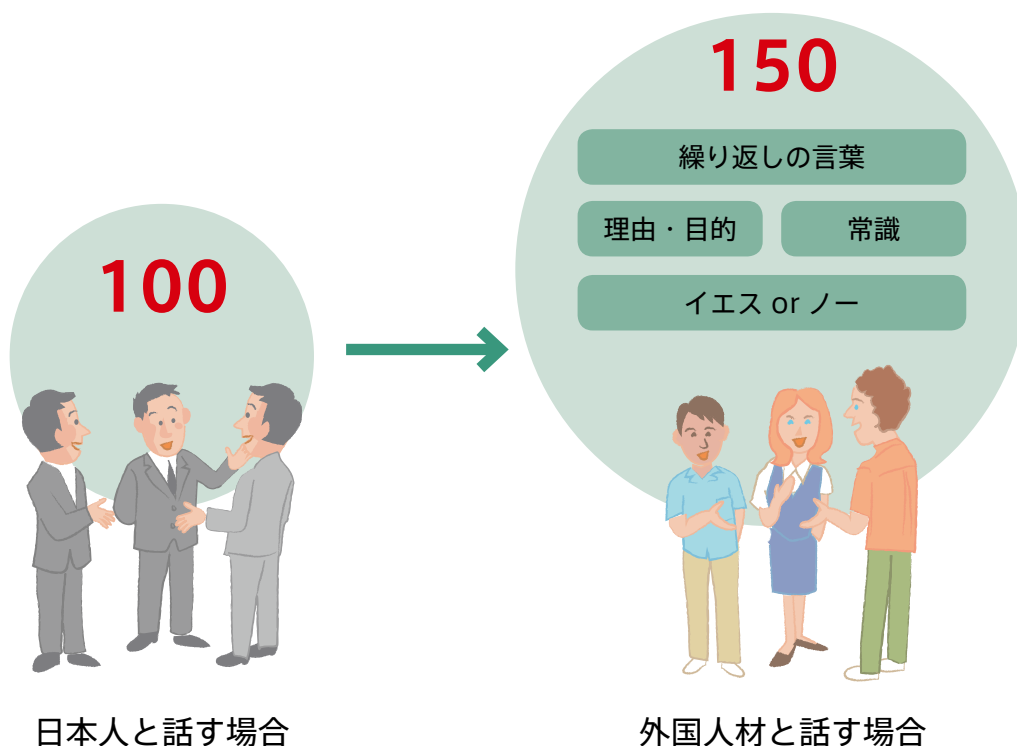 100
日本人と話す場合
150
繰り返しの言葉
理由・目的
常識
イエス or ノー
外国人材と話す場合